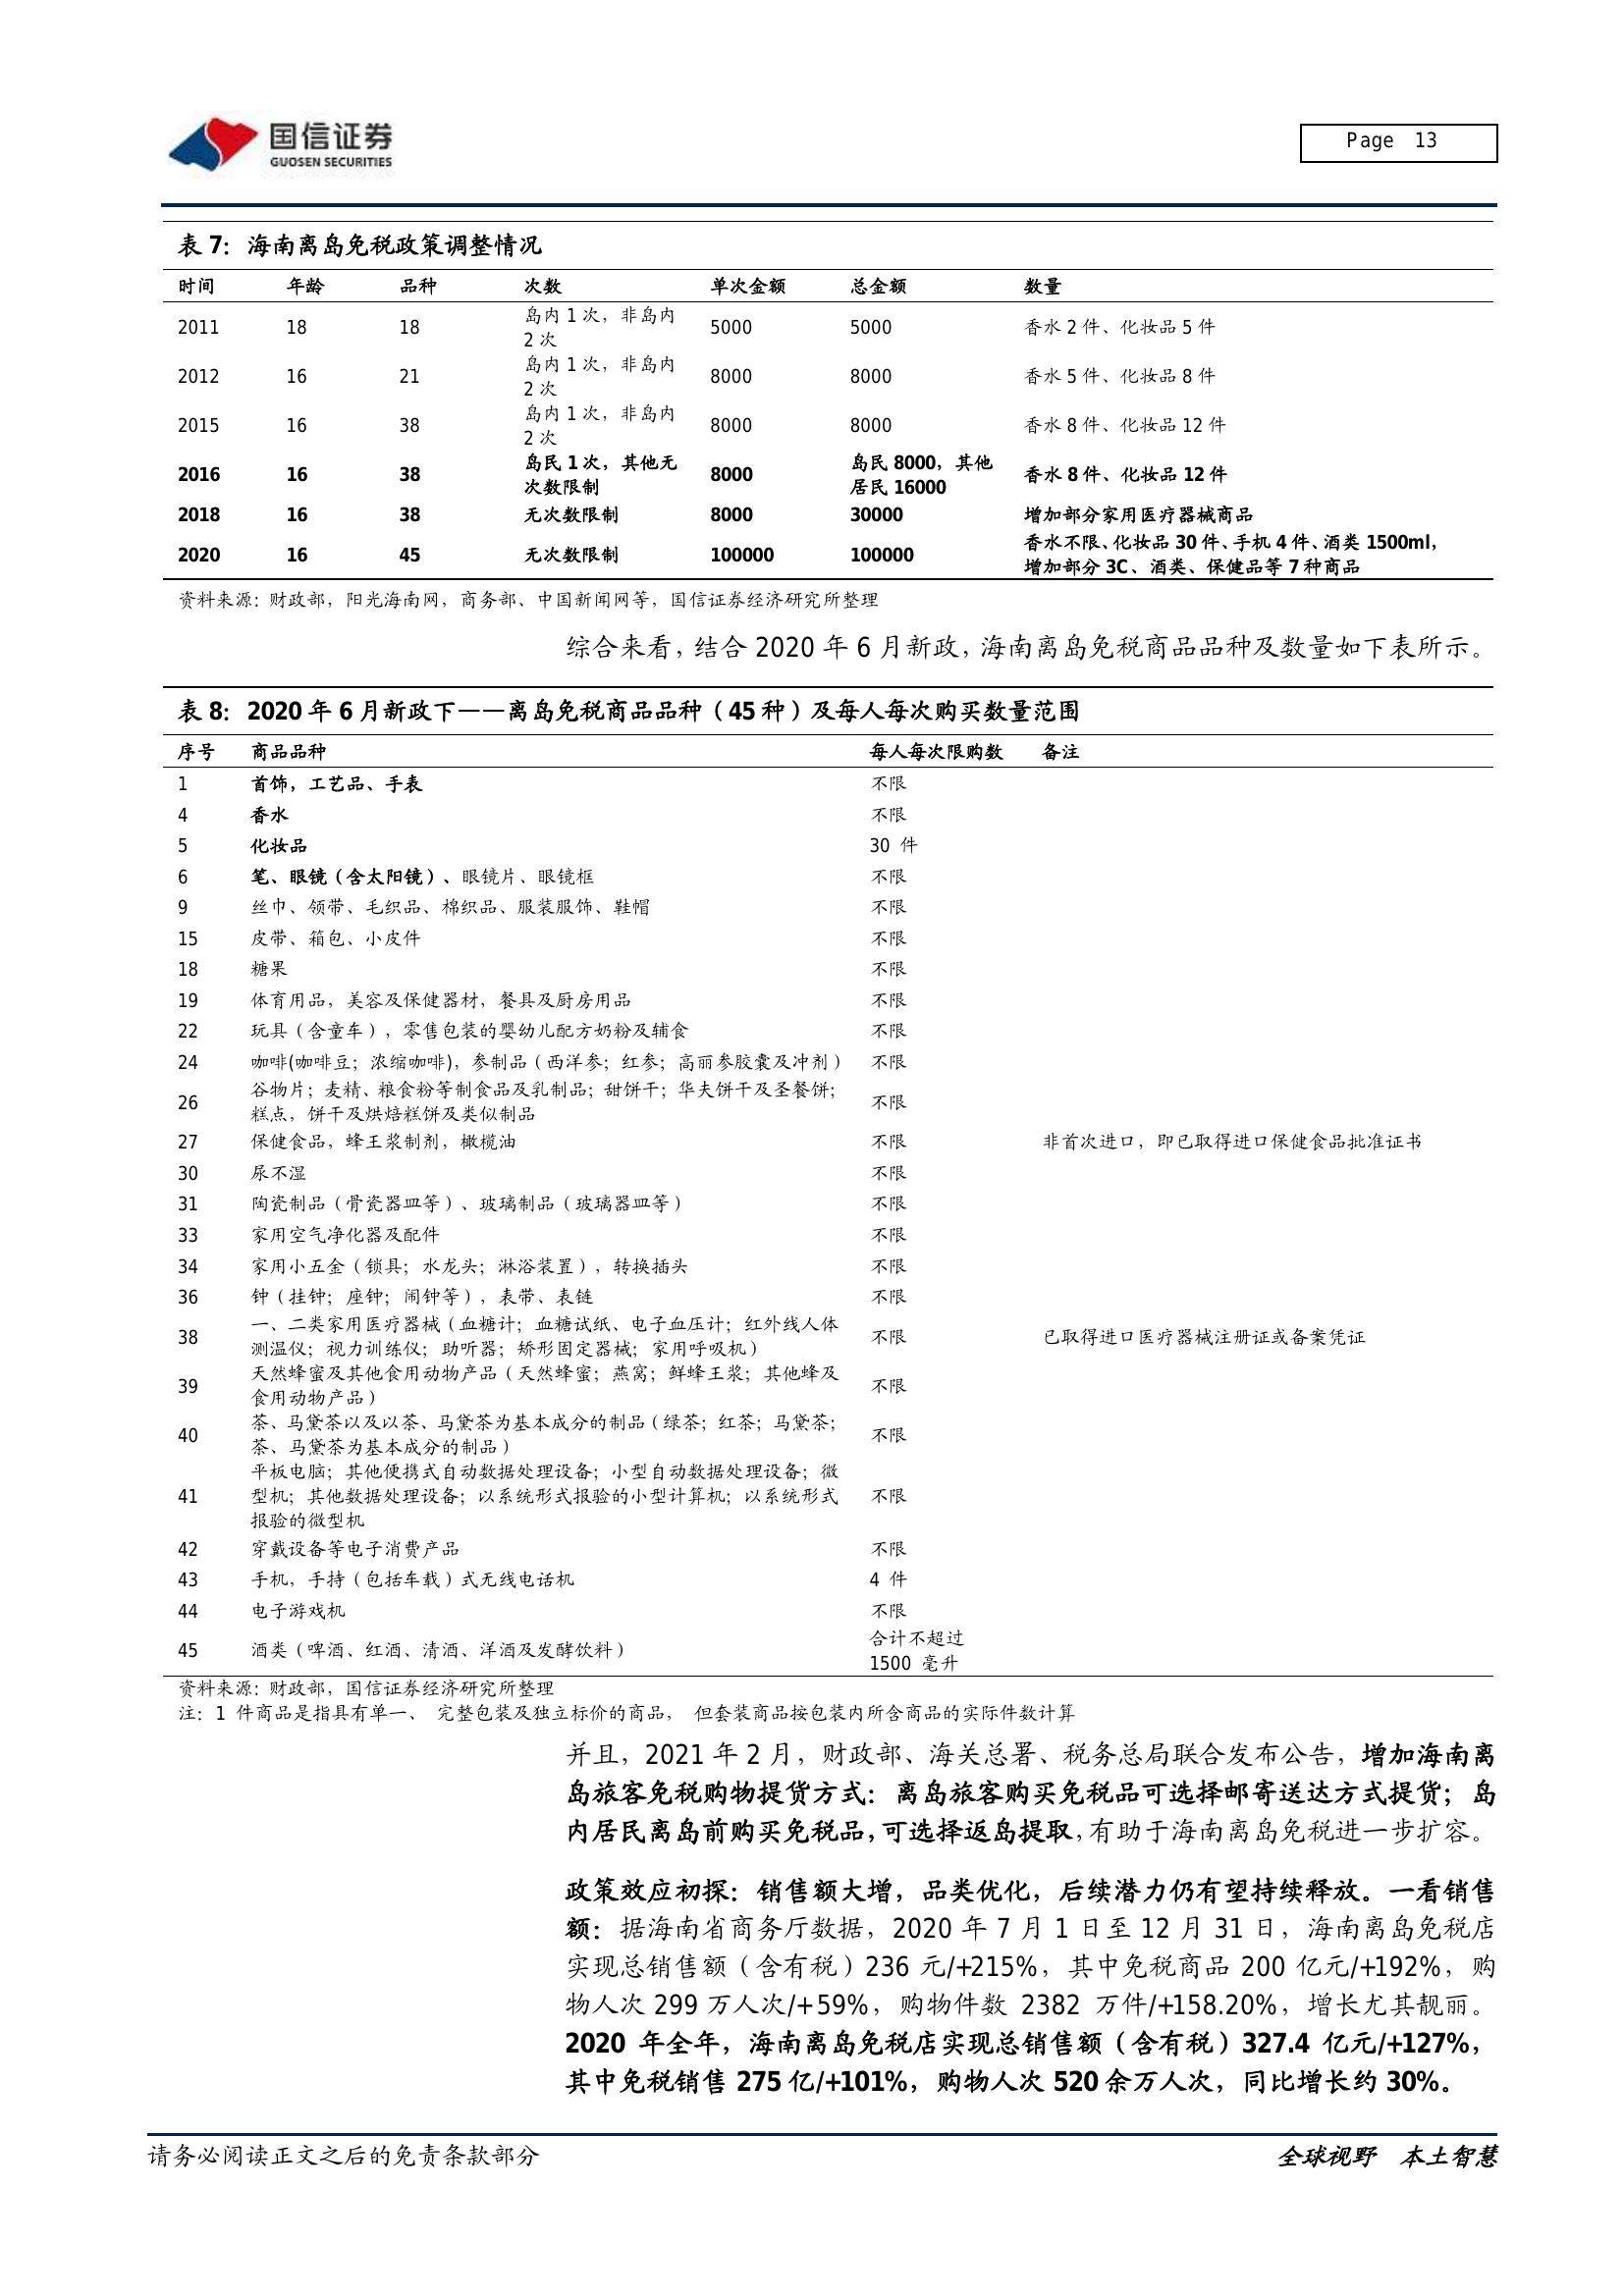 国信证券
GUOSEN SECURITIES
Page 13
表 7：海南离岛免税政策调整情况
时间 年龄 品种 次数 单次金额 总金额 数量
2011 18 18 岛内 1 次，非岛内 2 次 5000 5000 香水 2 件、化妆品 5 件
2012 16 21 岛内 1 次，非岛内 2 次 8000 8000 香水 5 件、化妆品 8 件
2015 16 38 岛内 1 次，非岛内 2 次 8000 8000 香水 8 件、化妆品 12 件
2016 16 38 岛民 1 次，其他无次数限制 8000 岛民 8000，其他居民 16000 香水 8 件、化妆品 12 件
2018 16 38 无次数限制 8000 30000 增加部分家用医疗器械商品
2020 16 45 无次数限制 100000 100000 香水不限、化妆品 30 件、手机 4 件、酒类 1500ml，
增加部分 3C、酒类、保健品等 7 种商品
资料来源：财政部，阳光海南网，商务部、中国新闻网等，国信证券经济研究所整理
综合来看，结合 2020 年 6 月新政，海南离岛免税商品品种及数量如下表所示。
表 8：2020 年 6 月新政下——离岛免税商品品种（45 种）及每人每次购买数量范围
序号 商品品种 每人每次限购数 备注
1 首饰，工艺品、手表 不限
4 香水 不限
5 化妆品 30 件
6 笔、眼镜（含太阳镜）、眼镜片、眼镜框 不限
9 丝巾、领带、毛织品、棉织品、服装服饰、鞋帽 不限
15 皮带、箱包、小皮件 不限
18 糖果 不限
19 体育用品，美容及保健器材，餐具及厨房用品 不限
22 玩具（含童车），零售包装的婴幼儿配方奶粉及辅食 不限
24 咖啡(咖啡豆；浓缩咖啡)，参制品（西洋参；红参；高丽参胶囊及冲剂） 不限
26 谷物片；麦精、粮食粉等制食品及乳制品；甜饼干；华夫饼干及圣餐饼；
糕点，饼干及烘焙糕饼及类似制品 不限
27 保健食品，蜂王浆制剂，橄榄油 不限 非首次进口，即已取得进口保健食品批准证书
30 尿不湿 不限
31 陶瓷制品（骨瓷器皿等）、玻璃制品（玻璃器皿等） 不限
33 家用空气净化器及配件 不限
34 家用小五金（锁具；水龙头；淋浴装置），转换插头 不限
36 钟（挂钟；座钟；闹钟等），表带、表链 不限
38 一、二类家用医疗器械（血糖计；血糖试纸、电子血压计；红外线人体
测温仪；视力训练仪；助听器；矫形固定器械；家用呼吸机） 不限 已取得进口医疗器械注册证或备案凭证
39 天然蜂蜜及其他食用动物产品（天然蜂蜜；燕窝；鲜蜂王浆；其他蜂及
食用动物产品） 不限
40 茶、马黛茶以及以茶、马黛茶为基本成分的制品（绿茶；红茶；马黛茶；
茶、马黛茶为基本成分的制品） 不限
41 平板电脑；其他便携式自动数据处理设备；小型自动数据处理设备；微
型机；其他数据处理设备；以系统形式报验的小型计算机；以系统形式
报验的微型机 不限
42 穿戴设备等电子消费产品 不限
43 手机，手持（包括车载）式无线电话机 4 件
44 电子游戏机 不限
45 酒类（啤酒、红酒、清酒、洋酒及发酵饮料） 合计不超过
1500 毫升
资料来源：财政部，国信证券经济研究所整理
注：1 件商品是指具有单一、 完整包装及独立标价的商品， 但套装商品按包装内所含商品的实际件数计算
并且，2021 年 2 月，财政部、海关总署、税务总局联合发布公告，增加海南离
岛旅客免税购物提货方式：离岛旅客购买免税品可选择邮寄送达方式提货；岛
内居民离岛前购买免税品，可选择返岛提取，有助于海南离岛免税进一步扩容。
政策效应初探：销售额大增，品类优化，后续潜力仍有望持续释放。一看销售
额：据海南省商务厅数据，2020 年 7 月 1 日至 12 月 31 日，海南离岛免税店
实现总销售额（含有税）236 元/+215%，其中免税商品 200 亿元/+192%，购
物人次 299 万人次/+59%，购物件数 2382 万件/+158.20%，增长尤其靓丽。
2020 年全年，海南离岛免税店实现总销售额（含有税）327.4 亿元/+127%，
其中免税销售 275 亿/+101%，购物人次 520 余万人次，同比增长约 30%。
请务必阅读正文之后的免责条款部分
全球视野 本土智慧